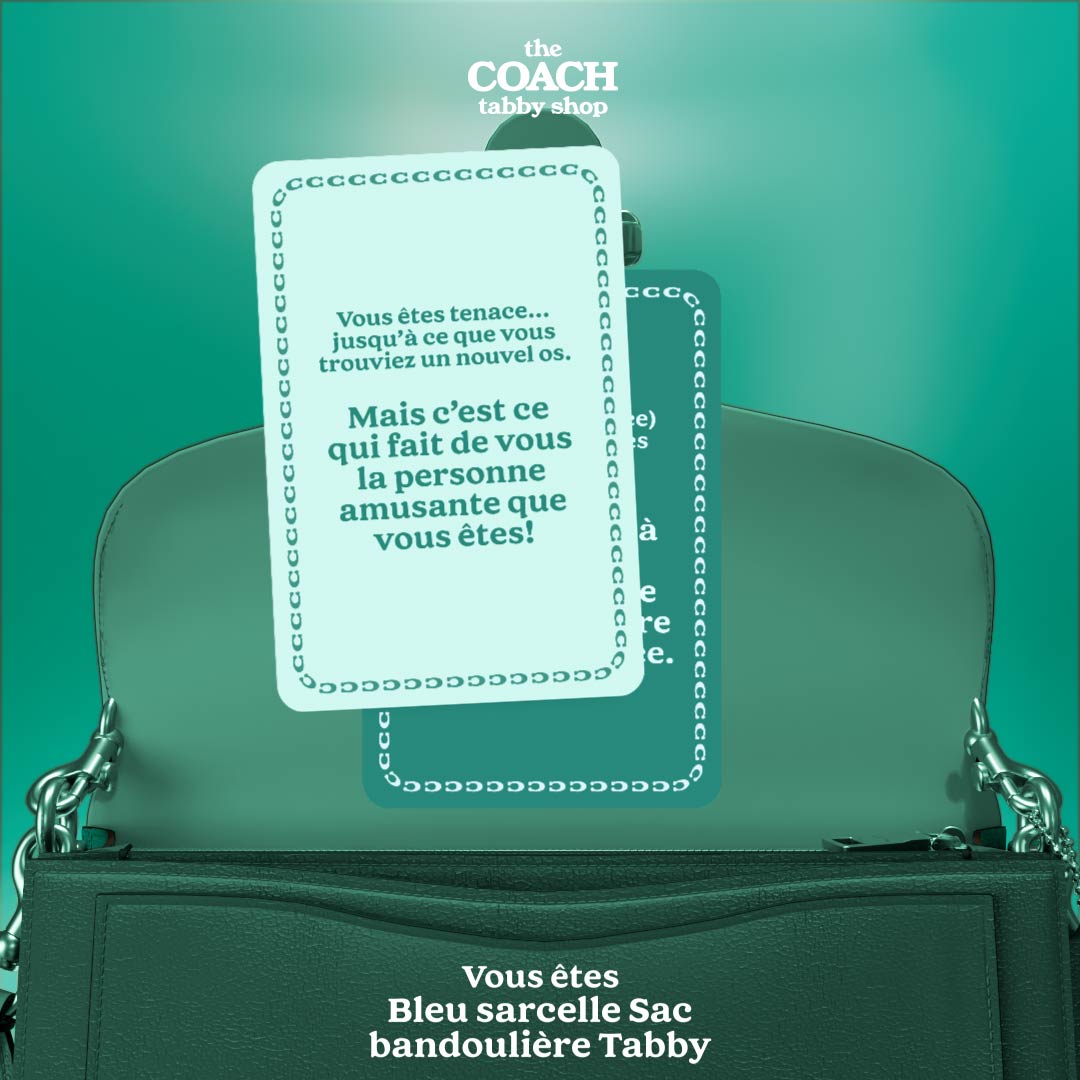 the
COACH
tabby shop
Vous êtes tenace...
jusqu'à ce que vous
trouviez un nouvel os.
Mais c'est ce
qui fait de vous
la personne
amusante que
vous êtes!
à
Vous êtes
Bleu sarcelle Sac
bandoulière Tabby